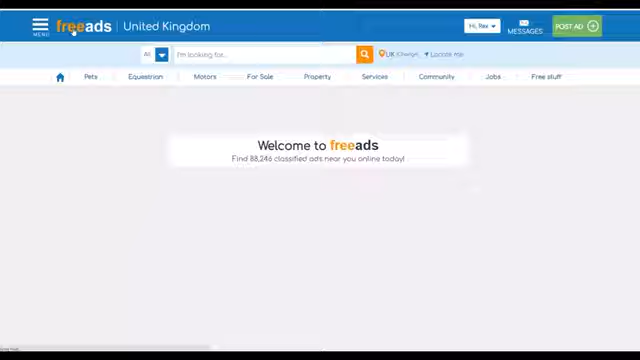 MENU
freeads | United Kingdom
Hi, Rex
MESSAGES
POST AD
All
I'm looking for...
UK (Change)
Locate me
Pets
Equestrian
Motors
For Sale
Property
Services
Community
Jobs
Free stuff
Welcome to freeads
Find 88,246 classified ads near you online today!